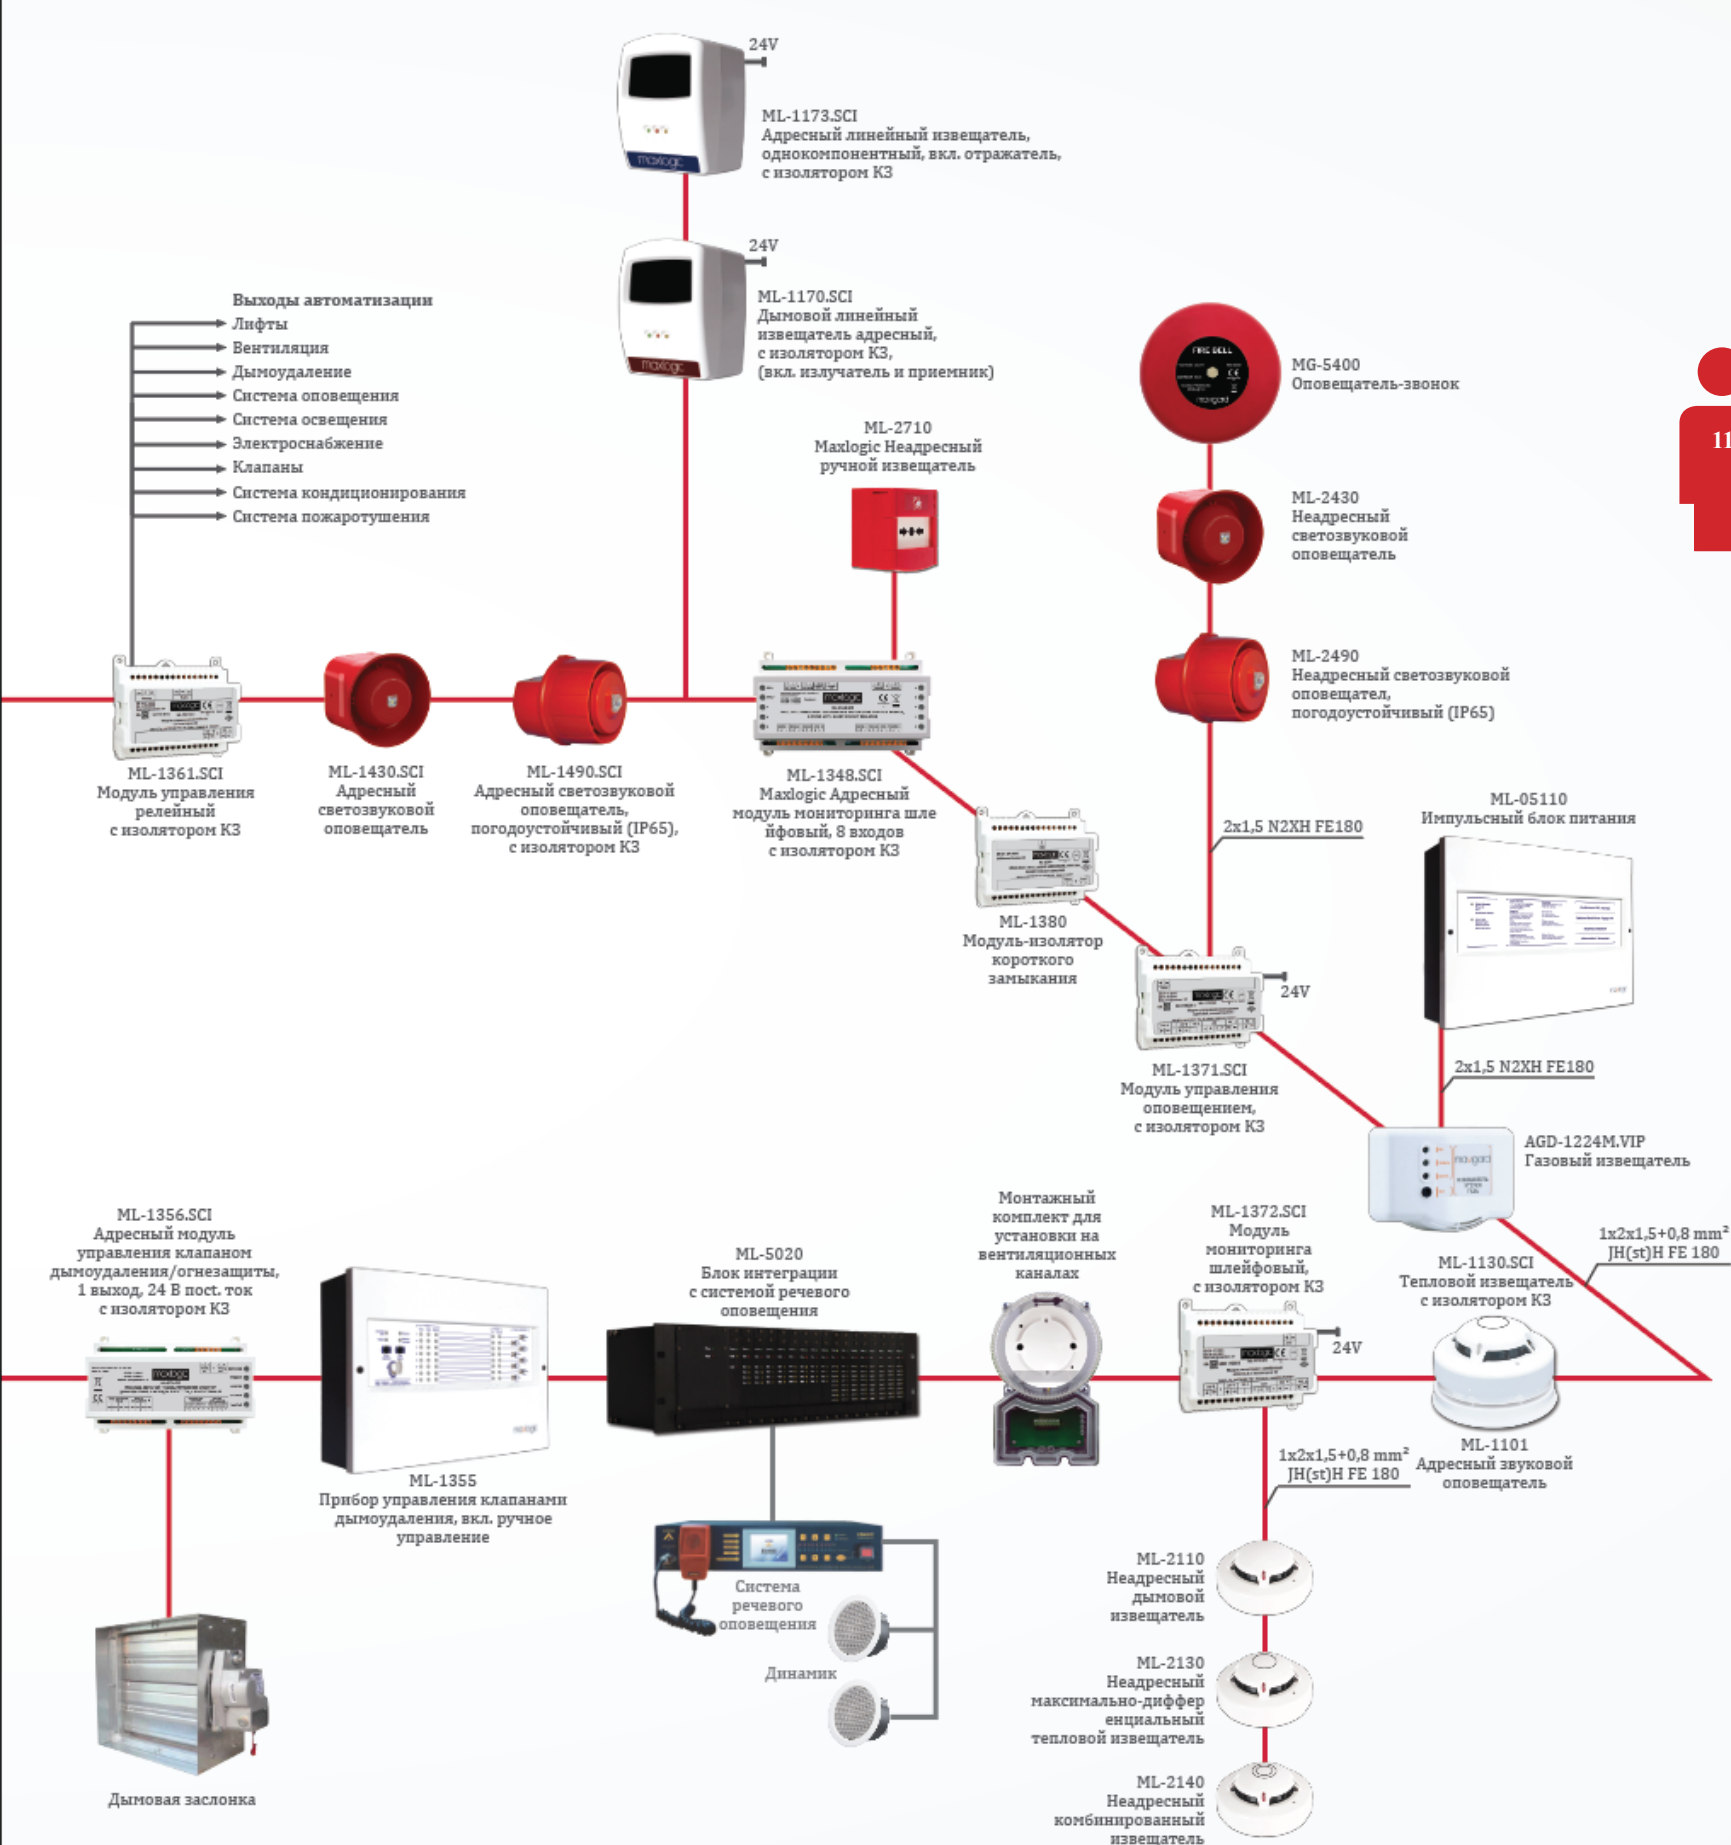 24V
ML-1173.SCI
Адресный линейный извещатель,
однокомпонентный, вкл. отражатель,
с изолятором КЗ
maxlogic
24V
ML-1170.SCI
Дымовой линейный
извещатель адресный,
с изолятором КЗ,
(вкл. излучатель и приемник)
maxlogic
Выходы автоматизации
Лифты
Вентиляция
Дымоудаление
Система оповещения
Система освещения
Электроснабжение
Клапаны
Система кондиционирования
Система пожаротушения
FIRE BELL
MG-5400
Оповещатель-звонок
11
ML-2710
Maxlogic Неадресный
ручной извещатель
ML-2430
Неадресный
светозвуковой
оповещатель
ML-2490
Неадресный светозвуковой
оповещател,
погодоустойчивый (IP65)
ML-1361.SCI
Модуль управления
релейный
с изолятором КЗ
ML-1430.SCI
Адресный
светозвуковой
оповещатель
ML-1490.SCI
Адресный светозвуковой
оповещатель,
погодоустойчивый (IP65),
с изолятором КЗ
maxlogic
ML-1348.SCI
Maxlogic Адресный
модуль мониторинга шле
йфовый, 8 входов
с изолятором КЗ
ML-1380
Модуль-изолятор
короткого
замыкания
2x1,5 N2XH FE180
ML-05110
Импульсный блок питания
24V
ML-1371.SCI
Модуль управления
оповещением,
с изолятором КЗ
2x1,5 N2XH FE180
AGD-1224M.VIP
Газовый извещатель
1x2x1,5+0,8 mm²
JH(st)H FE 180
ML-1356.SCI
Адресный модуль
управления клапаном
дымоудаления/огнезащиты,
1 выход, 24 В пост. ток
с изолятором КЗ
ML-1355
Прибор управления клапанами
дымоудаления, вкл. ручное
управление
ML-5020
Блок интеграции
с системой речевого
оповещения
Монтажный
комплект для
установки на
вентиляционных
каналах
ML-1372.SCI
Модуль
мониторинга
шлейфовый,
с изолятором КЗ
24V
ML-1130.SCI
Тепловой извещатель
с изолятором КЗ
ML-1101
Адресный звуковой
оповещатель
1x2x1,5+0,8 mm²
JH(st)H FE 180
Система
речевого
оповещения
Динамик
Дымовая заслонка
ML-2110
Неадресный
дымовой
извещатель
ML-2130
Неадресный
максимально-диффер
енциальный
тепловой извещатель
ML-2140
Неадресный
комбинированный
извещатель